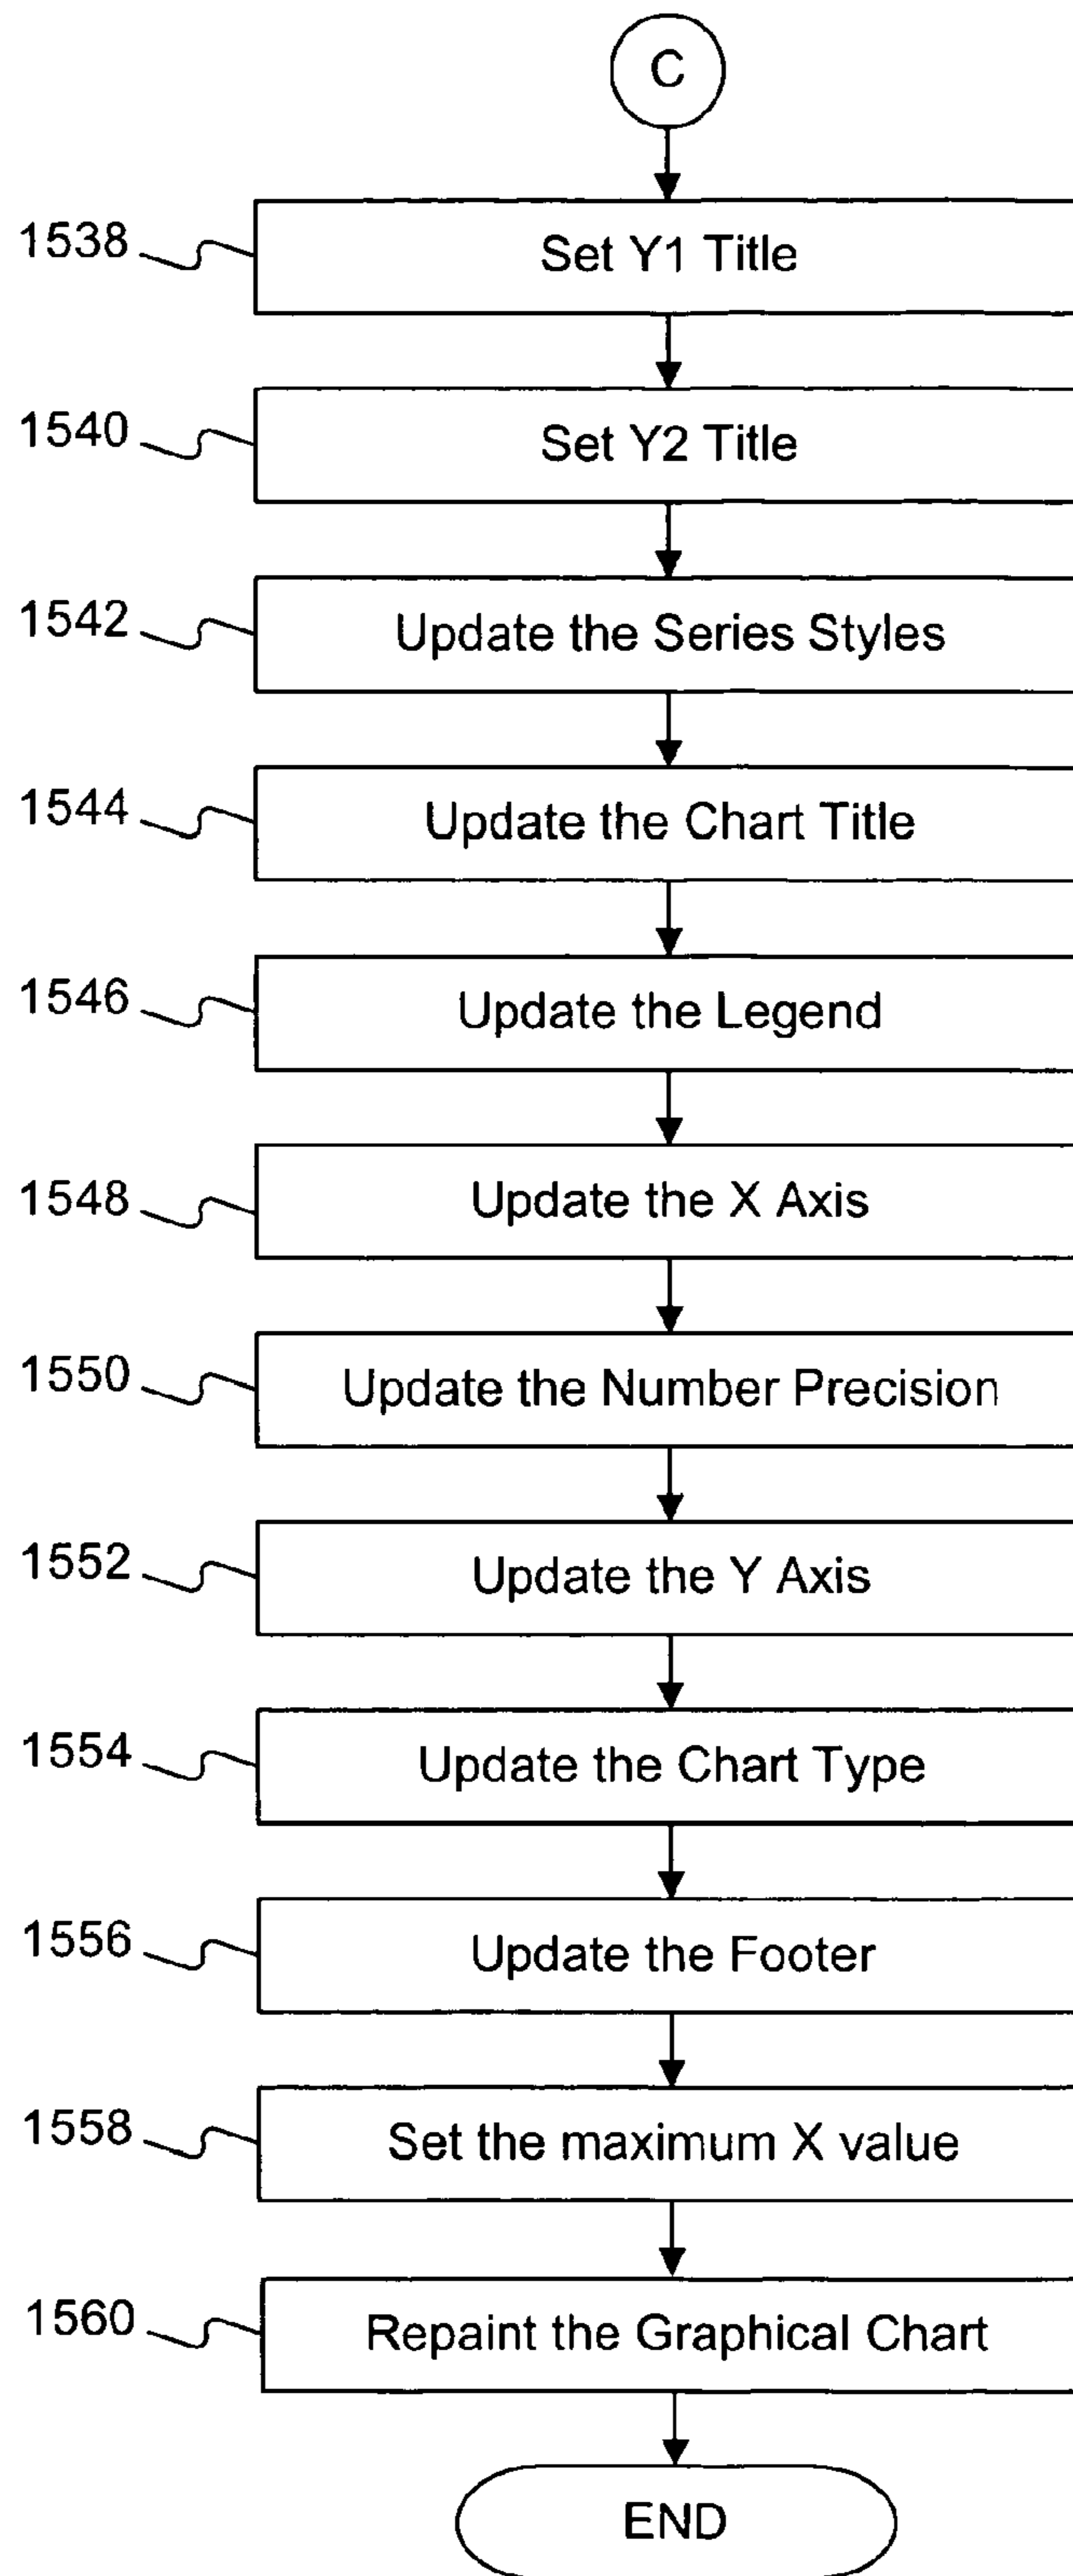 C
1538 Set Y1 Title
1540 Set Y2 Title
1542 Update the Series Styles
1544 Update the Chart Title
1546 Update the Legend
1548 Update the X Axis
1550 Update the Number Precision
1552 Update the Y Axis
1554 Update the Chart Type
1556 Update the Footer
1558 Set the maximum X value
1560 Repaint the Graphical Chart
END